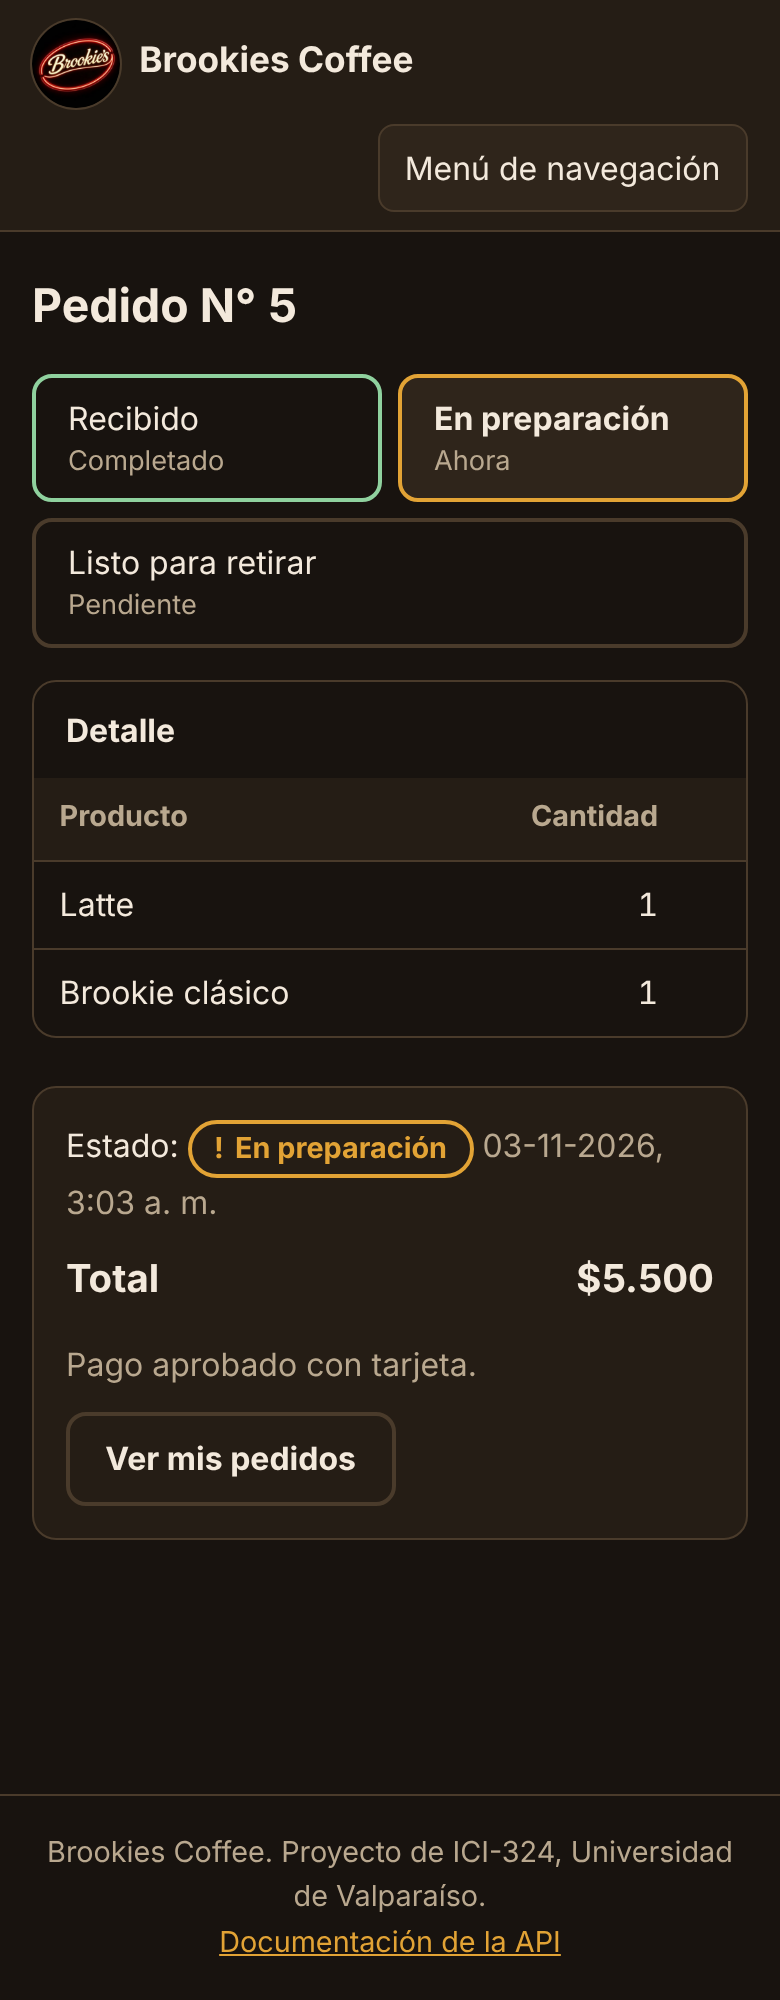 Brookies
Brookies Coffee
Menú de navegación
Pedido N° 5
Recibido
Completado
En preparación
Ahora
Listo para retirar
Pendiente
Detalle
Producto Cantidad
Latte 1
Brookie clásico 1
Estado: ! En preparación 03-11-2026,
3:03 a. m.
Total $5.500
Pago aprobado con tarjeta.
Ver mis pedidos
Brookies Coffee. Proyecto de ICI-324, Universidad
de Valparaíso.
Documentación de la API